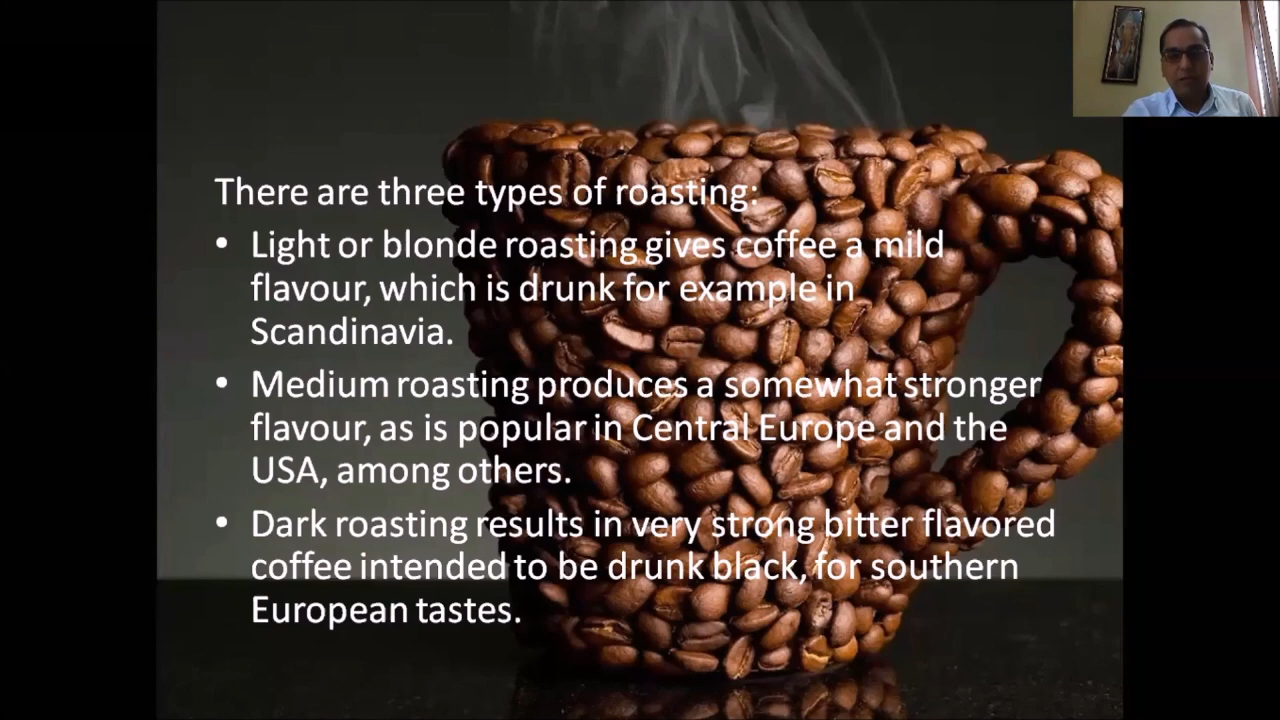 There are three types of roasting:
• Light or blonde roasting gives coffee a mild
flavour, which is drunk for example in
Scandinavia.
• Medium roasting produces a somewhat stronger
flavour, as is popular in Central Europe and the
USA, among others.
• Dark roasting results in very strong bitter flavored
coffee intended to be drunk black, for southern
European tastes.